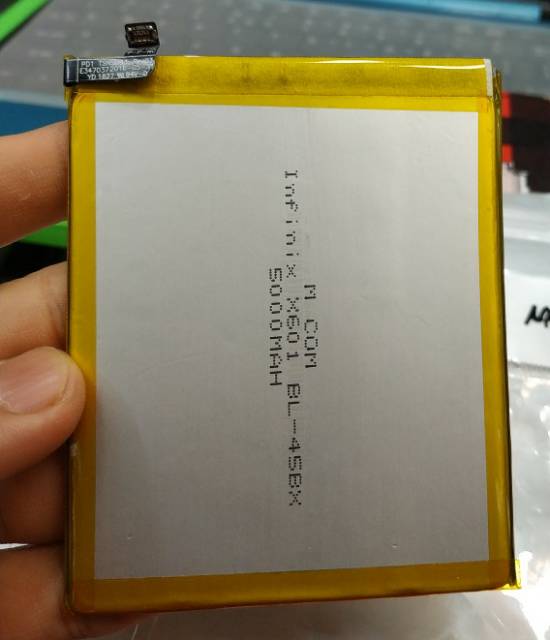 M COM
Infinix X601 BL-45BX
5000MAH